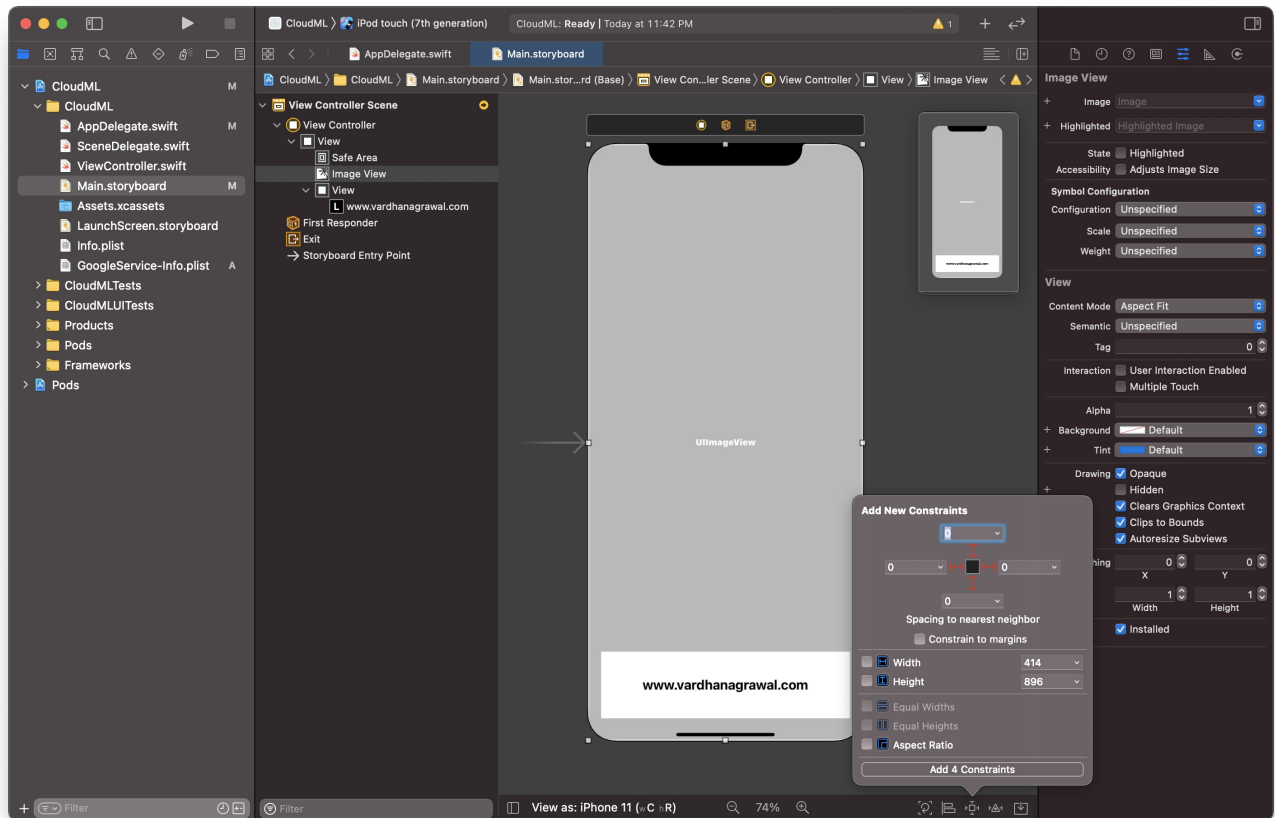 CloudML 〉 iPod touch (7th generation)
CloudML: Ready | Today at 11:42 PM
1
AppDelegate.swift
Main.storyboard
CloudML 〉 CloudML 〉 Main.storyboard 〉 Main.stor...rd (Base) 〉 View Con...ler Scene 〉 View Controller 〉 View 〉 Image View
CloudML M
CloudML
AppDelegate.swift M
SceneDelegate.swift
ViewController.swift
Main.storyboard M
Assets.xcassets
LaunchScreen.storyboard
Info.plist
GoogleService-Info.plist A
CloudMLTests
CloudMLUITests
Products
Pods
Frameworks
Pods
Filter
View Controller Scene
View Controller
View
Safe Area
Image View
View
L www.vardhanagrawal.com
First Responder
Exit
Storyboard Entry Point
Filter
UIImageView
www.vardhanagrawal.com
www.vardhanagrawal.com
View as: iPhone 11 (wC hR)
74%
Add New Constraints
0
0 0
0
Spacing to nearest neighbor
Constrain to margins
Width 414
Height 896
Equal Widths
Equal Heights
Aspect Ratio
Add 4 Constraints
Image View
Image Image
Highlighted Highlighted Image
State Highlighted
Accessibility Adjusts Image Size
Symbol Configuration
Configuration Unspecified
Scale Unspecified
Weight Unspecified
View
Content Mode Aspect Fit
Semantic Unspecified
Tag 0
Interaction User Interaction Enabled
Multiple Touch
Alpha 1
Background Default
Tint Default
Drawing Opaque
Hidden
Clears Graphics Context
Clips to Bounds
Autoresize Subviews
hing 0 0
X Y
1 1
Width Height
Installed